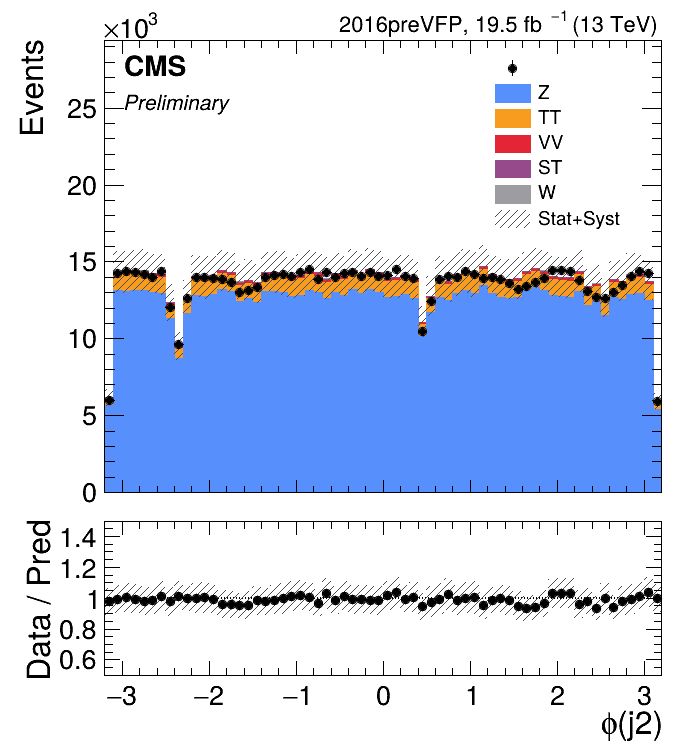 ×10³
2016preVFP, 19.5 fb ⁻¹ (13 TeV)
Events
CMS
Preliminary
Z
TT
VV
ST
W
Stat+Syst
25
20
15
10
5
0
Data / Pred
1.4
1.2
1
0.8
0.6
−3 −2 −1 0 1 2 3
ϕ(j2)